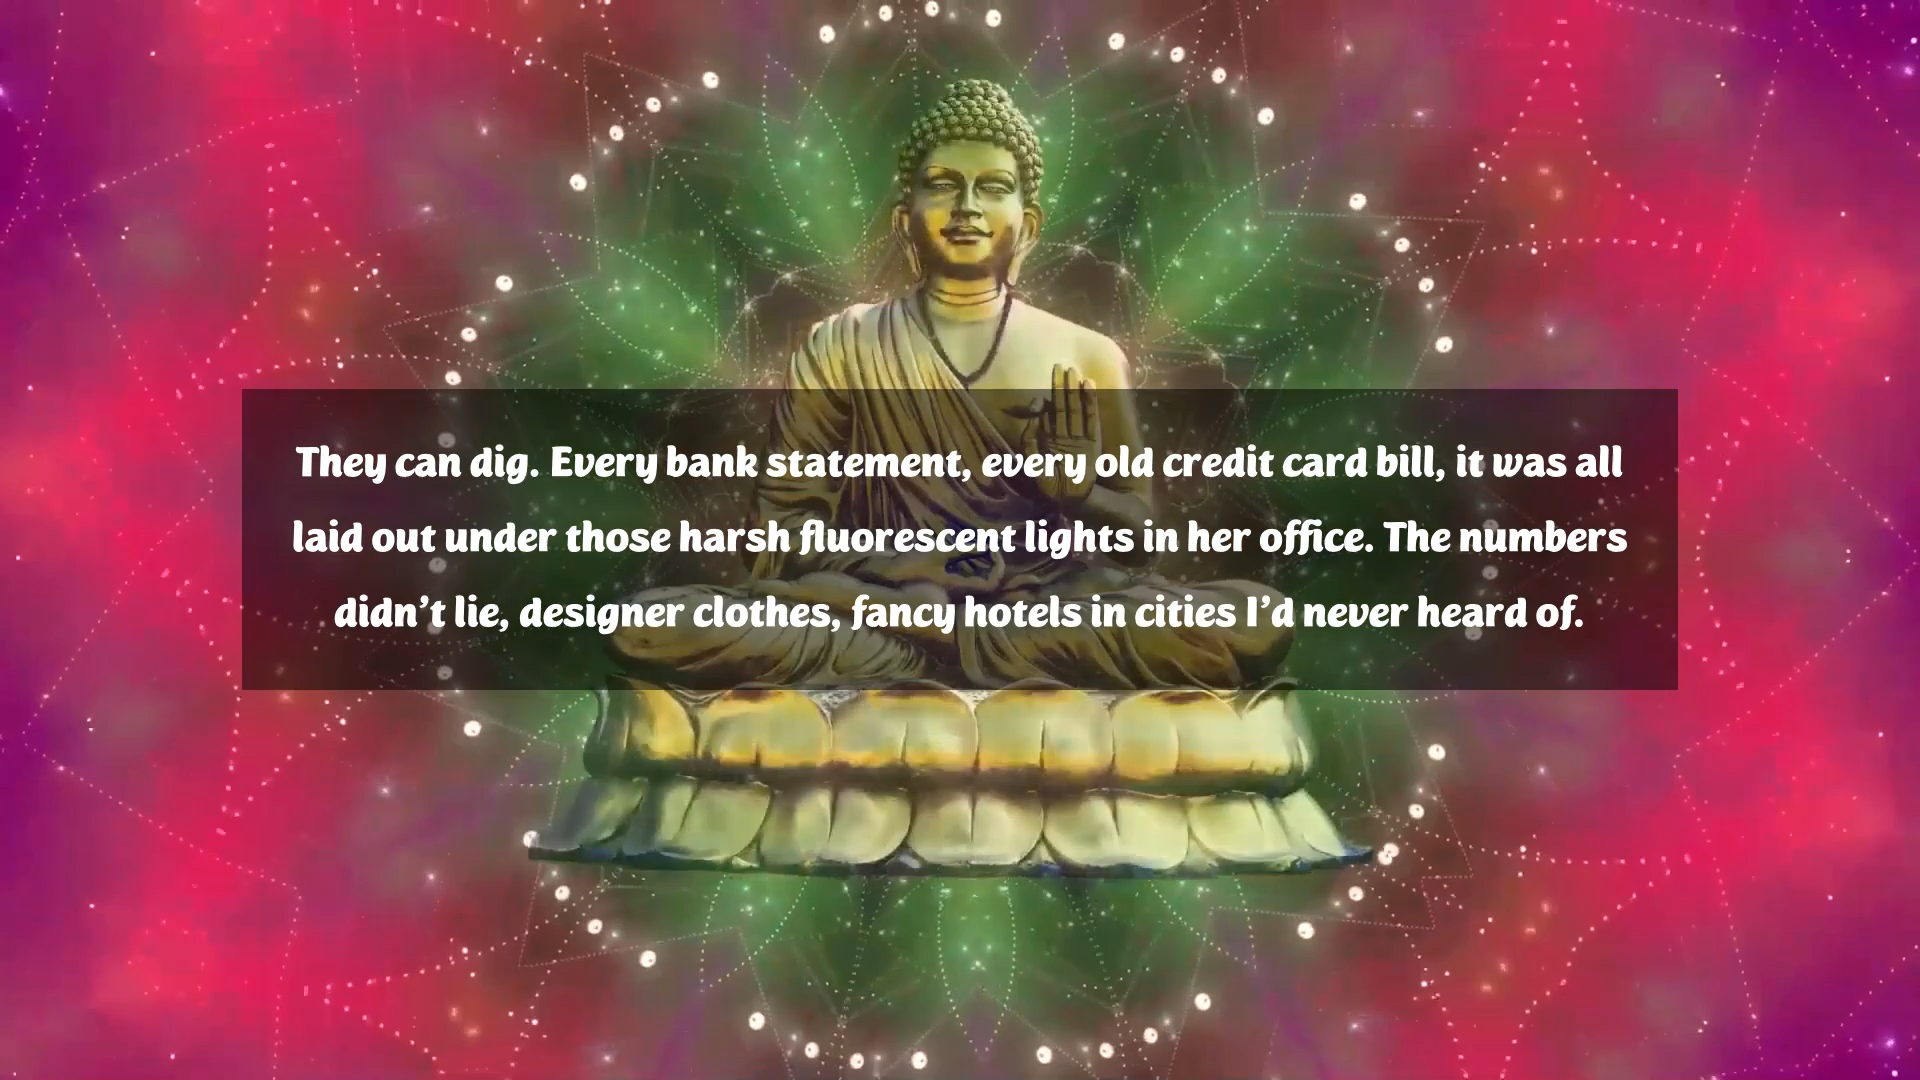 They can dig. Every bank statement, every old credit card bill, it was all
laid out under those harsh fluorescent lights in her office. The numbers
didn’t lie, designer clothes, fancy hotels in cities I’d never heard of.